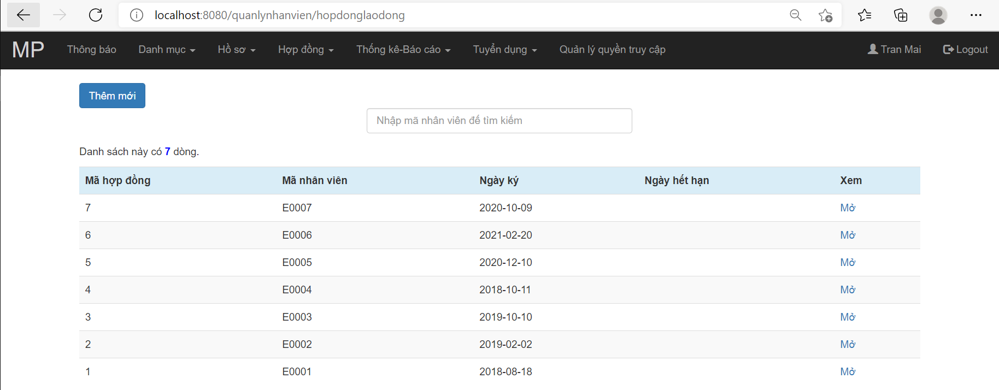 localhost:8080/quanlynhanvien/hopdonglaodong
MP Thông báo Danh mục Hồ sơ Hợp đồng Thống kê-Báo cáo Tuyển dụng Quản lý quyền truy cập Tran Mai Logout
Thêm mới
Nhập mã nhân viên để tìm kiếm
Danh sách này có 7 dòng.
Mã hợp đồng Mã nhân viên Ngày ký Ngày hết hạn Xem
7 E0007 2020-10-09 Mở
6 E0006 2021-02-20 Mở
5 E0005 2020-12-10 Mở
4 E0004 2018-10-11 Mở
3 E0003 2019-10-10 Mở
2 E0002 2019-02-02 Mở
1 E0001 2018-08-18 Mở